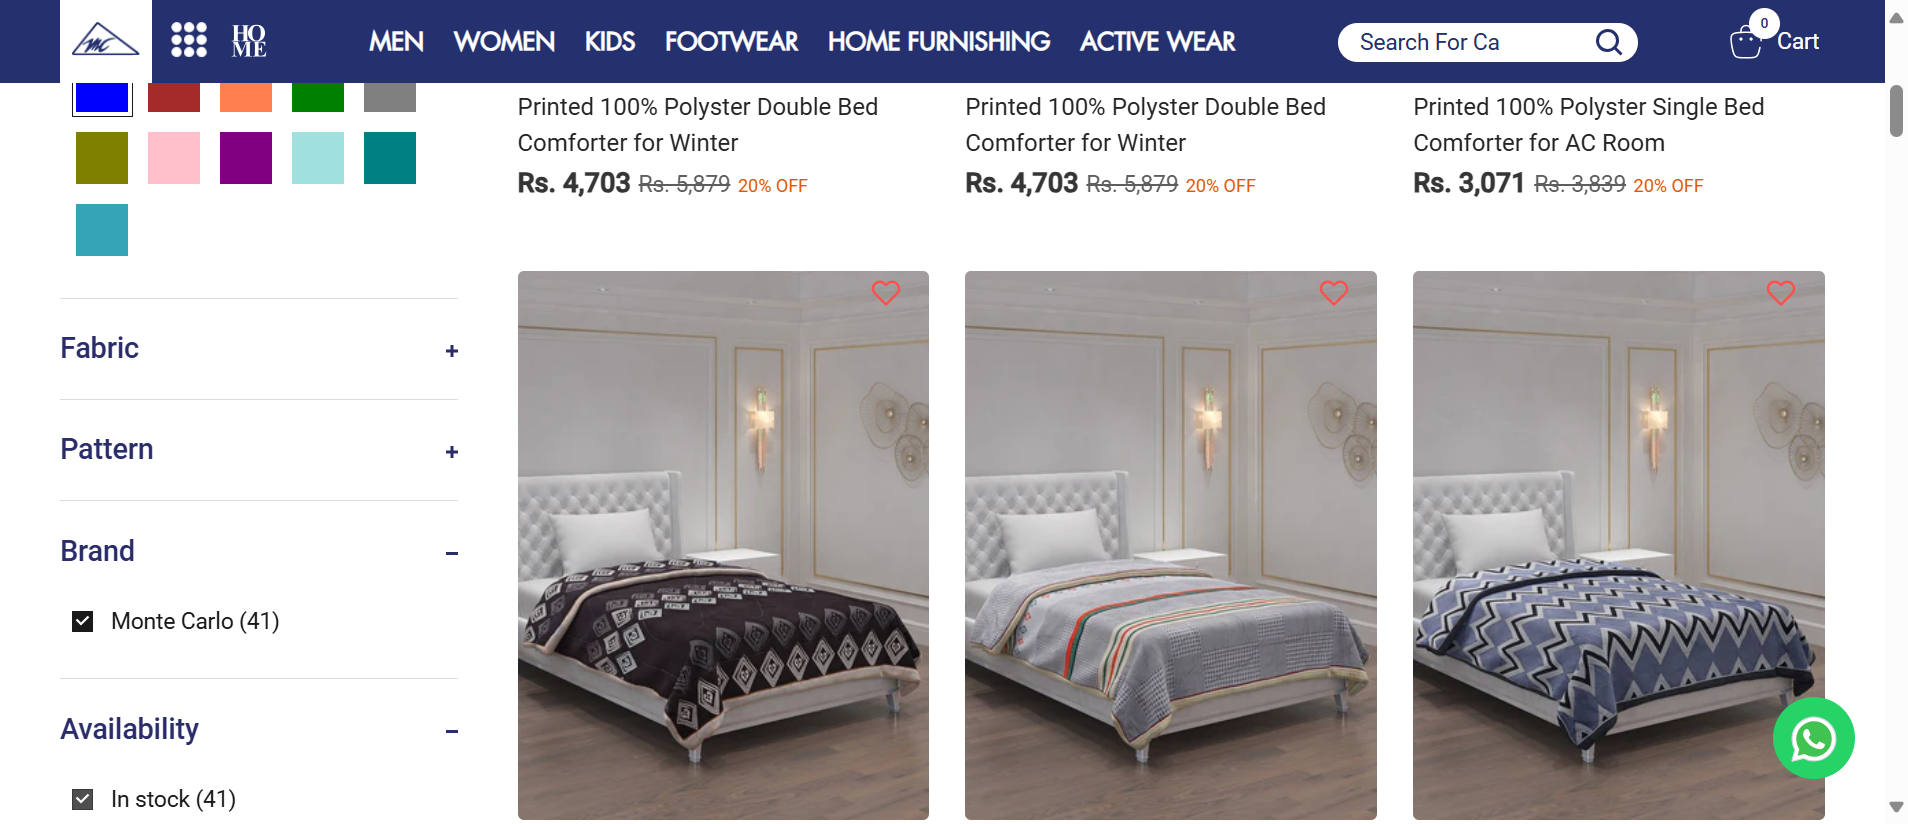 MC
HO
ME
MEN WOMEN KIDS FOOTWEAR HOME FURNISHING ACTIVE WEAR
Search For Ca
0
Cart
Printed 100% Polyster Double Bed
Comforter for Winter
Rs. 4,703 Rs. 5,879 20% OFF
Printed 100% Polyster Double Bed
Comforter for Winter
Rs. 4,703 Rs. 5,879 20% OFF
Printed 100% Polyster Single Bed
Comforter for AC Room
Rs. 3,071 Rs. 3,839 20% OFF
Fabric +
Pattern +
Brand –
Monte Carlo (41)
Availability –
In stock (41)